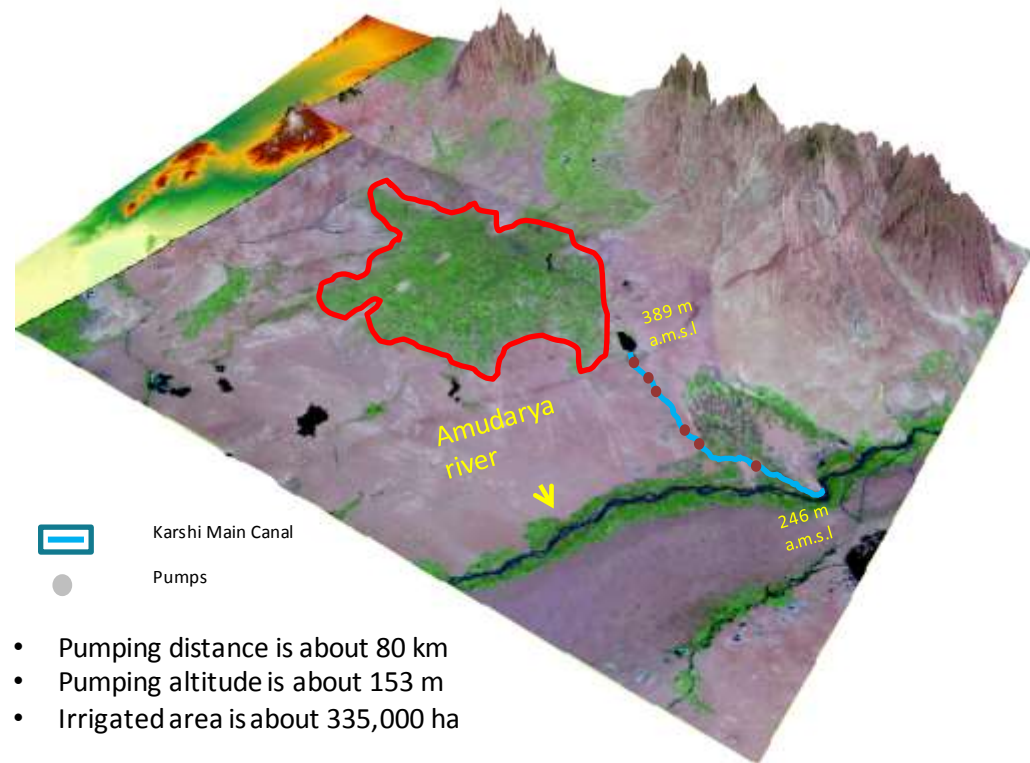 389 m
a.m.s.l
Amudarya
river
246 m
a.m.s.l
Karshi Main Canal
Pumps
• Pumping distance is about 80 km
• Pumping altitude is about 153 m
• Irrigated area is about 335,000 ha